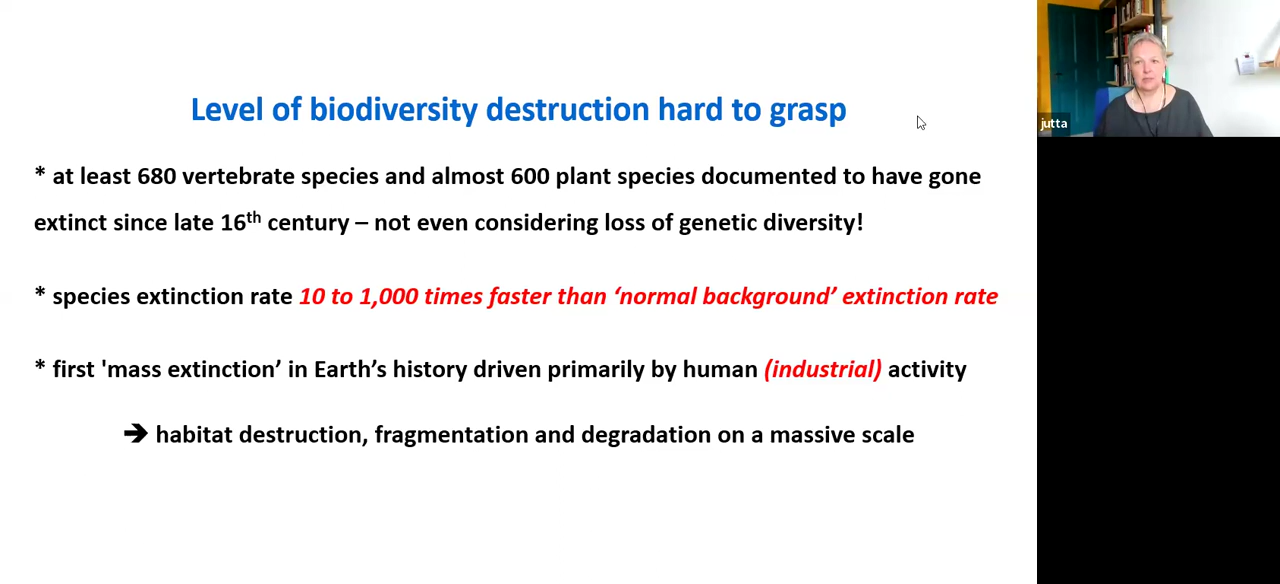 Level of biodiversity destruction hard to grasp
* at least 680 vertebrate species and almost 600 plant species documented to have gone
extinct since late 16th century – not even considering loss of genetic diversity!
* species extinction rate 10 to 1,000 times faster than ‘normal background’ extinction rate
* first 'mass extinction’ in Earth’s history driven primarily by human (industrial) activity
➔ habitat destruction, fragmentation and degradation on a massive scale
jutta